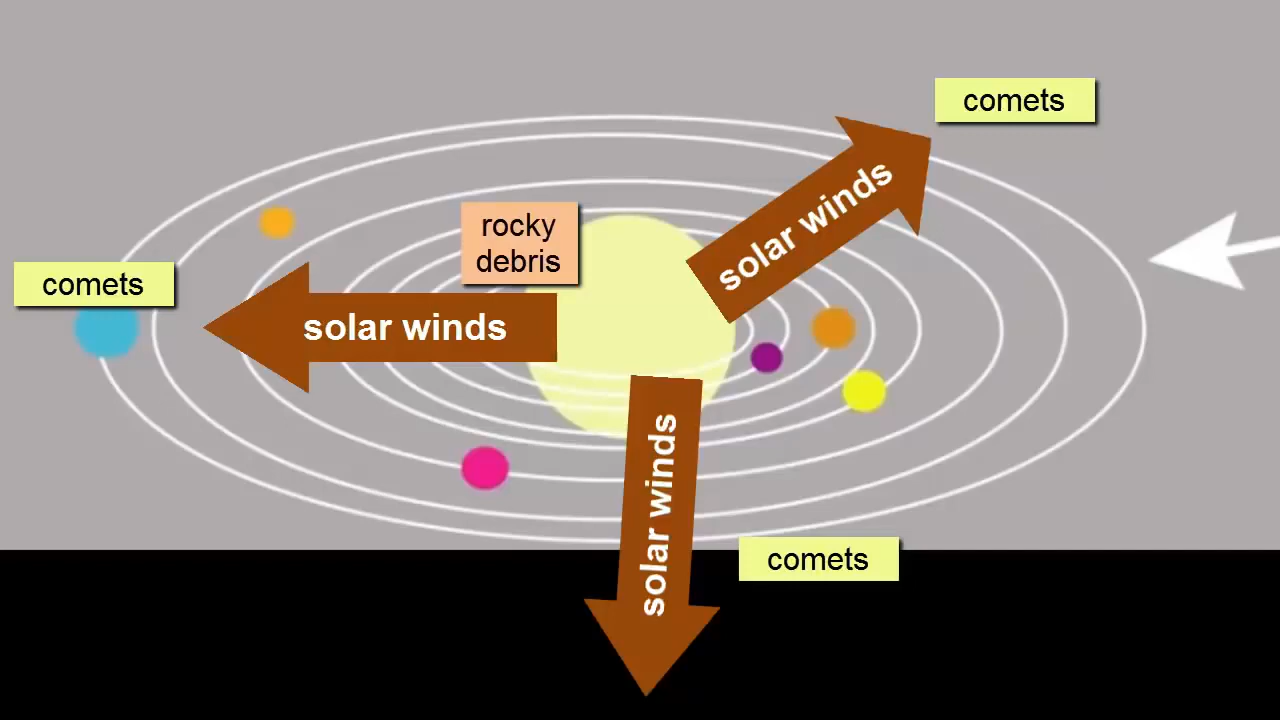 comets
solar winds
rocky
debris
comets
solar winds
solar winds
comets